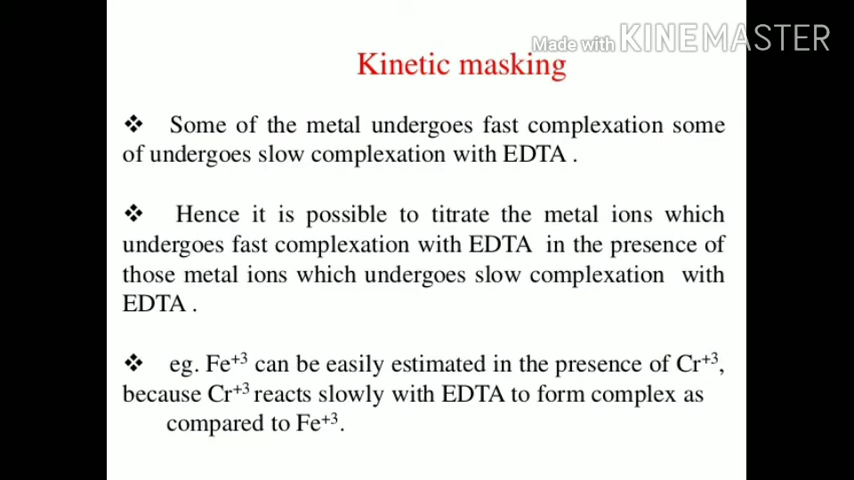 Made with KINEMASTER
Kinetic masking
❖ Some of the metal undergoes fast complexation some
of undergoes slow complexation with EDTA .
❖ Hence it is possible to titrate the metal ions which
undergoes fast complexation with EDTA in the presence of
those metal ions which undergoes slow complexation with
EDTA .
❖ eg. Fe⁺³ can be easily estimated in the presence of Cr⁺³,
because Cr⁺³ reacts slowly with EDTA to form complex as
compared to Fe⁺³.